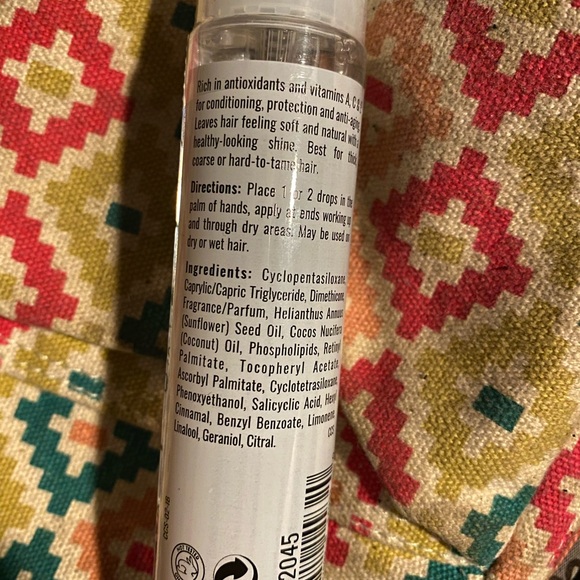 Rich in antioxidants and vitamins A, C &
for conditioning, protection and anti-aging
Leaves hair feeling soft and natural with
healthy-looking shine. Best for thick
coarse or hard-to-tame hair.
Directions: Place 1 or 2 drops in the
palm of hands, apply at ends working up
and through dry areas. May be used on
dry or wet hair.
Ingredients: Cyclopentasiloxane,
Caprylic/Capric Triglyceride, Dimethicone,
Fragrance/Parfum, Helianthus Annuus
(Sunflower) Seed Oil, Cocos Nucifera
(Coconut) Oil, Phospholipids, Retinyl
Palmitate, Tocopheryl Acetate,
Ascorbyl Palmitate, Cyclotetrasiloxane,
Phenoxyethanol, Salicylic Acid, Hexyl
Cinnamal, Benzyl Benzoate, Limonene,
Linalool, Geraniol, Citral.
2045
NOT TESTED